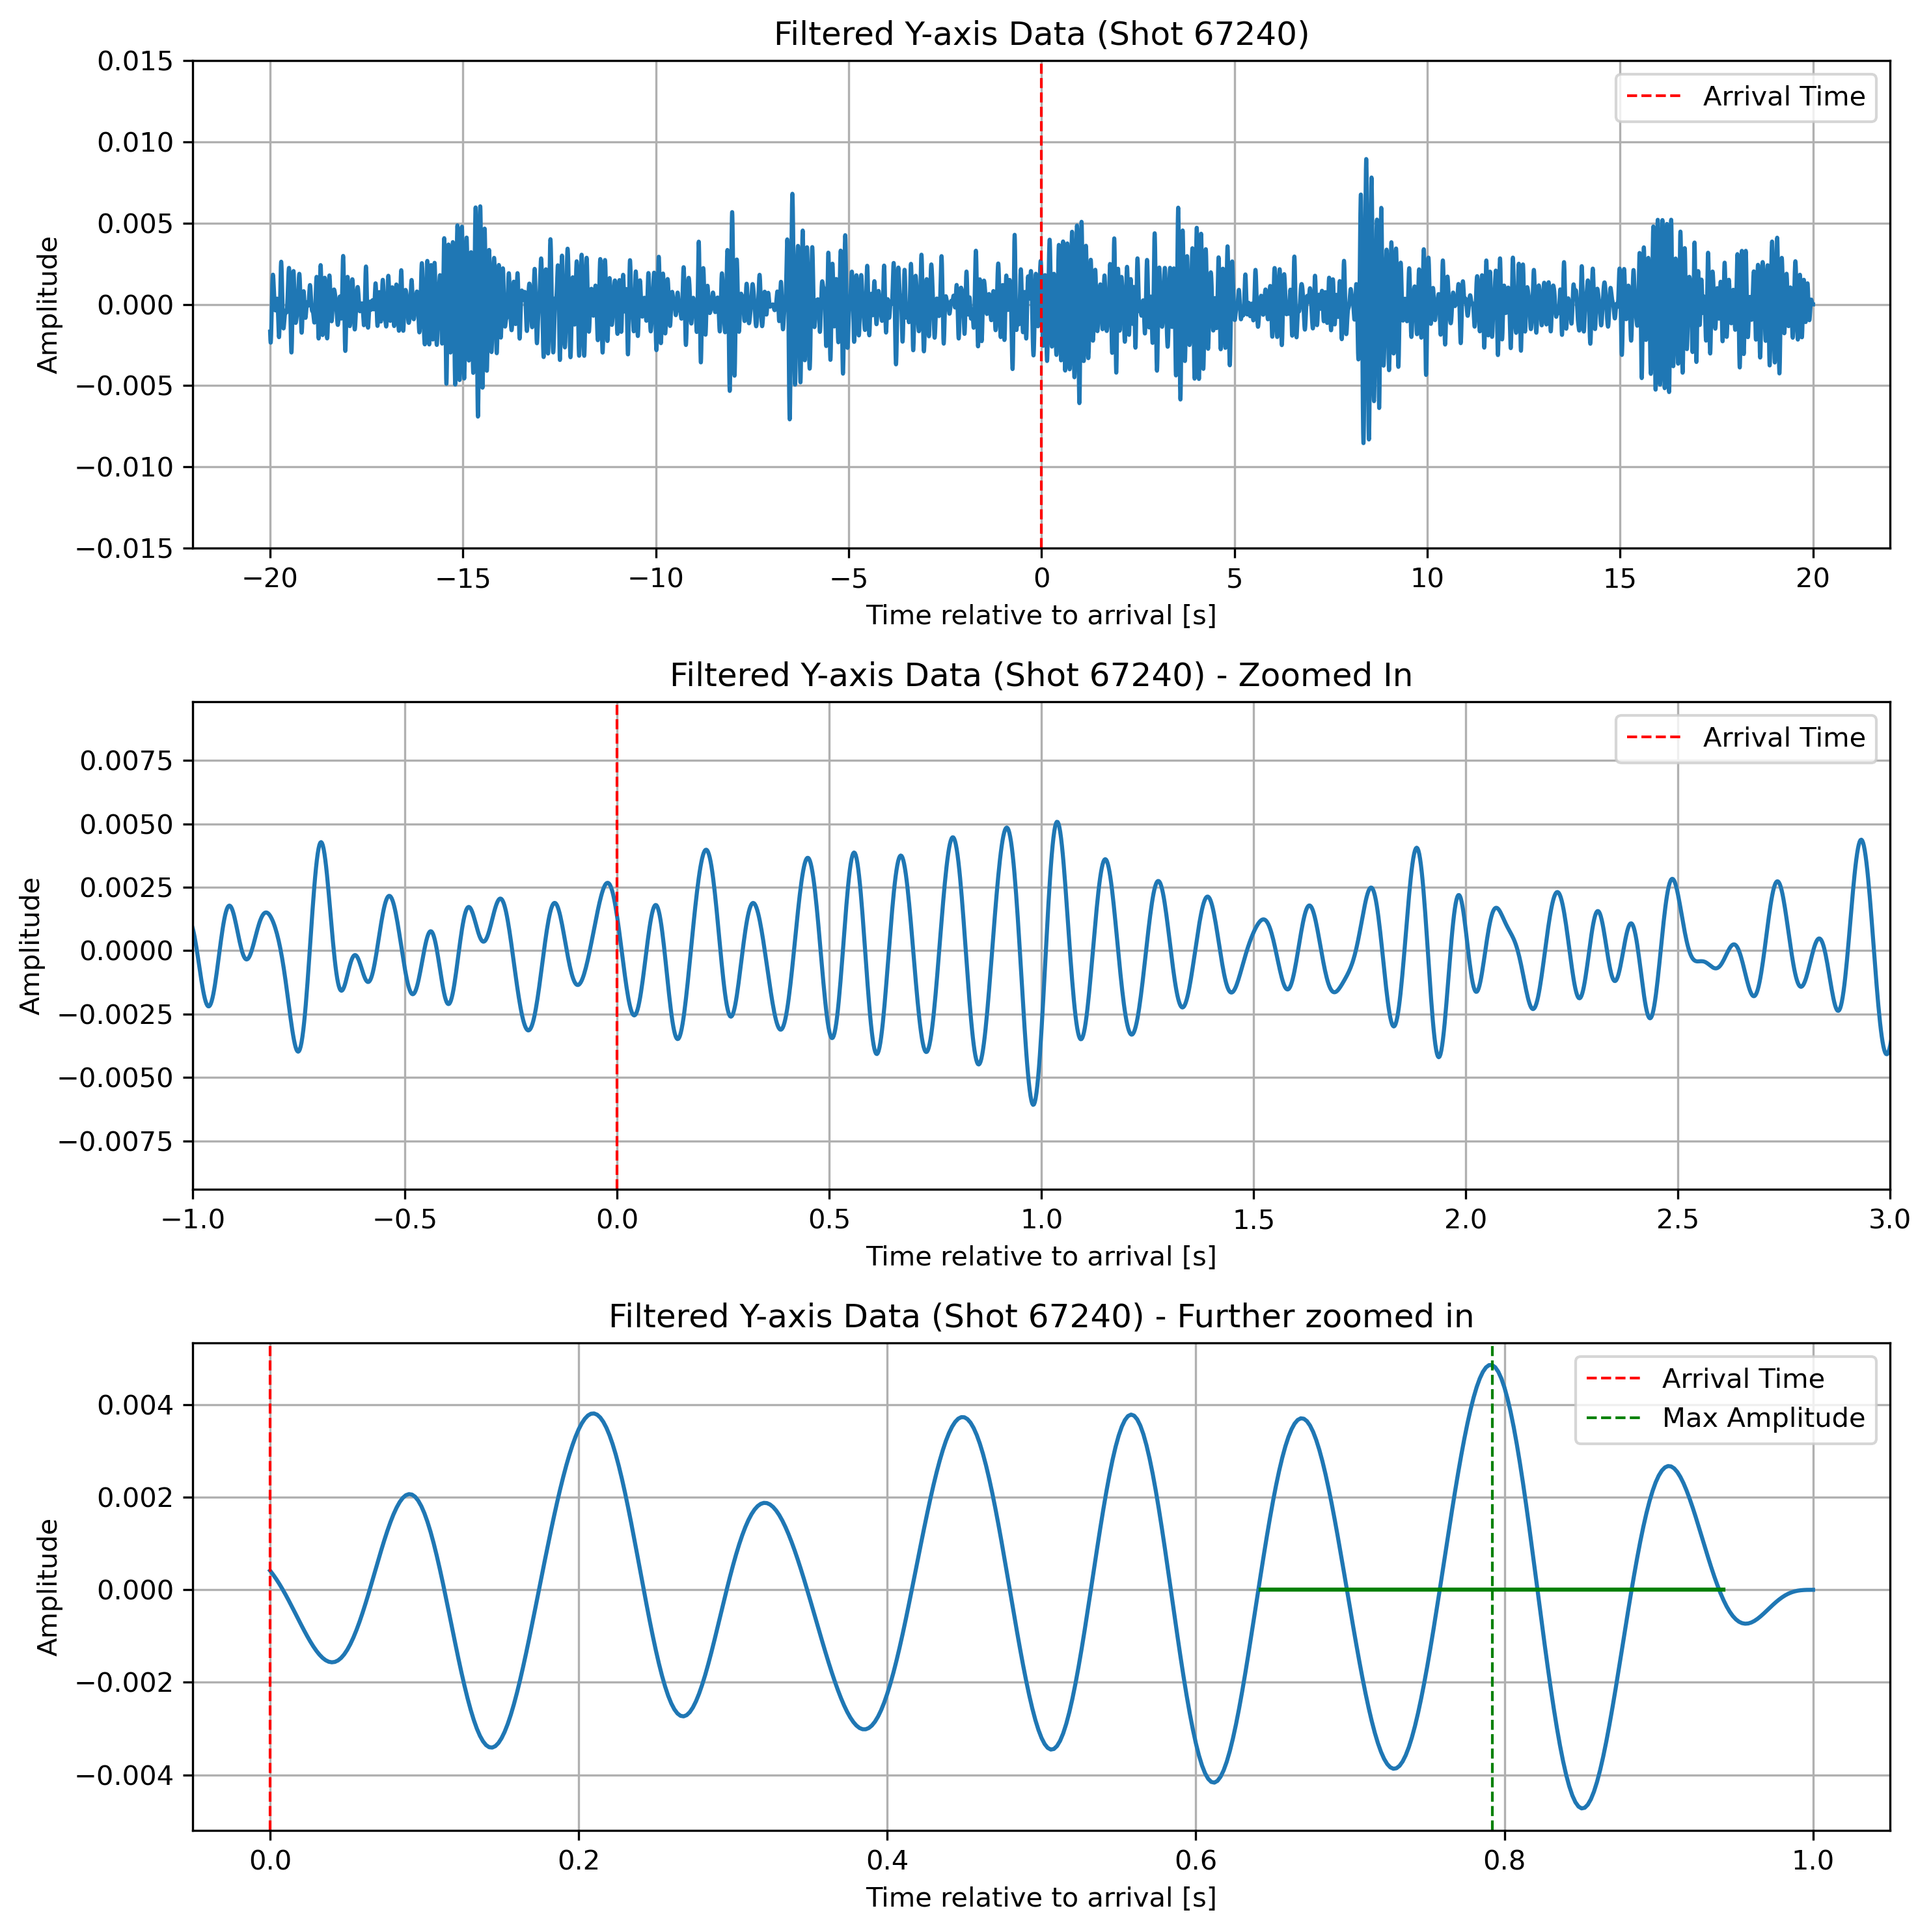 Filtered Y-axis Data (Shot 67240)
Amplitude
0.015
0.010
0.005
0.000
−0.005
−0.010
−0.015
Arrival Time
−20 −15 −10 −5 0 5 10 15 20
Time relative to arrival [s]
Filtered Y-axis Data (Shot 67240) - Zoomed In
Amplitude
0.0075
0.0050
0.0025
0.0000
−0.0025
−0.0050
−0.0075
Arrival Time
−1.0 −0.5 0.0 0.5 1.0 1.5 2.0 2.5 3.0
Time relative to arrival [s]
Filtered Y-axis Data (Shot 67240) - Further zoomed in
Amplitude
0.004
0.002
0.000
−0.002
−0.004
Arrival Time
Max Amplitude
0.0 0.2 0.4 0.6 0.8 1.0
Time relative to arrival [s]